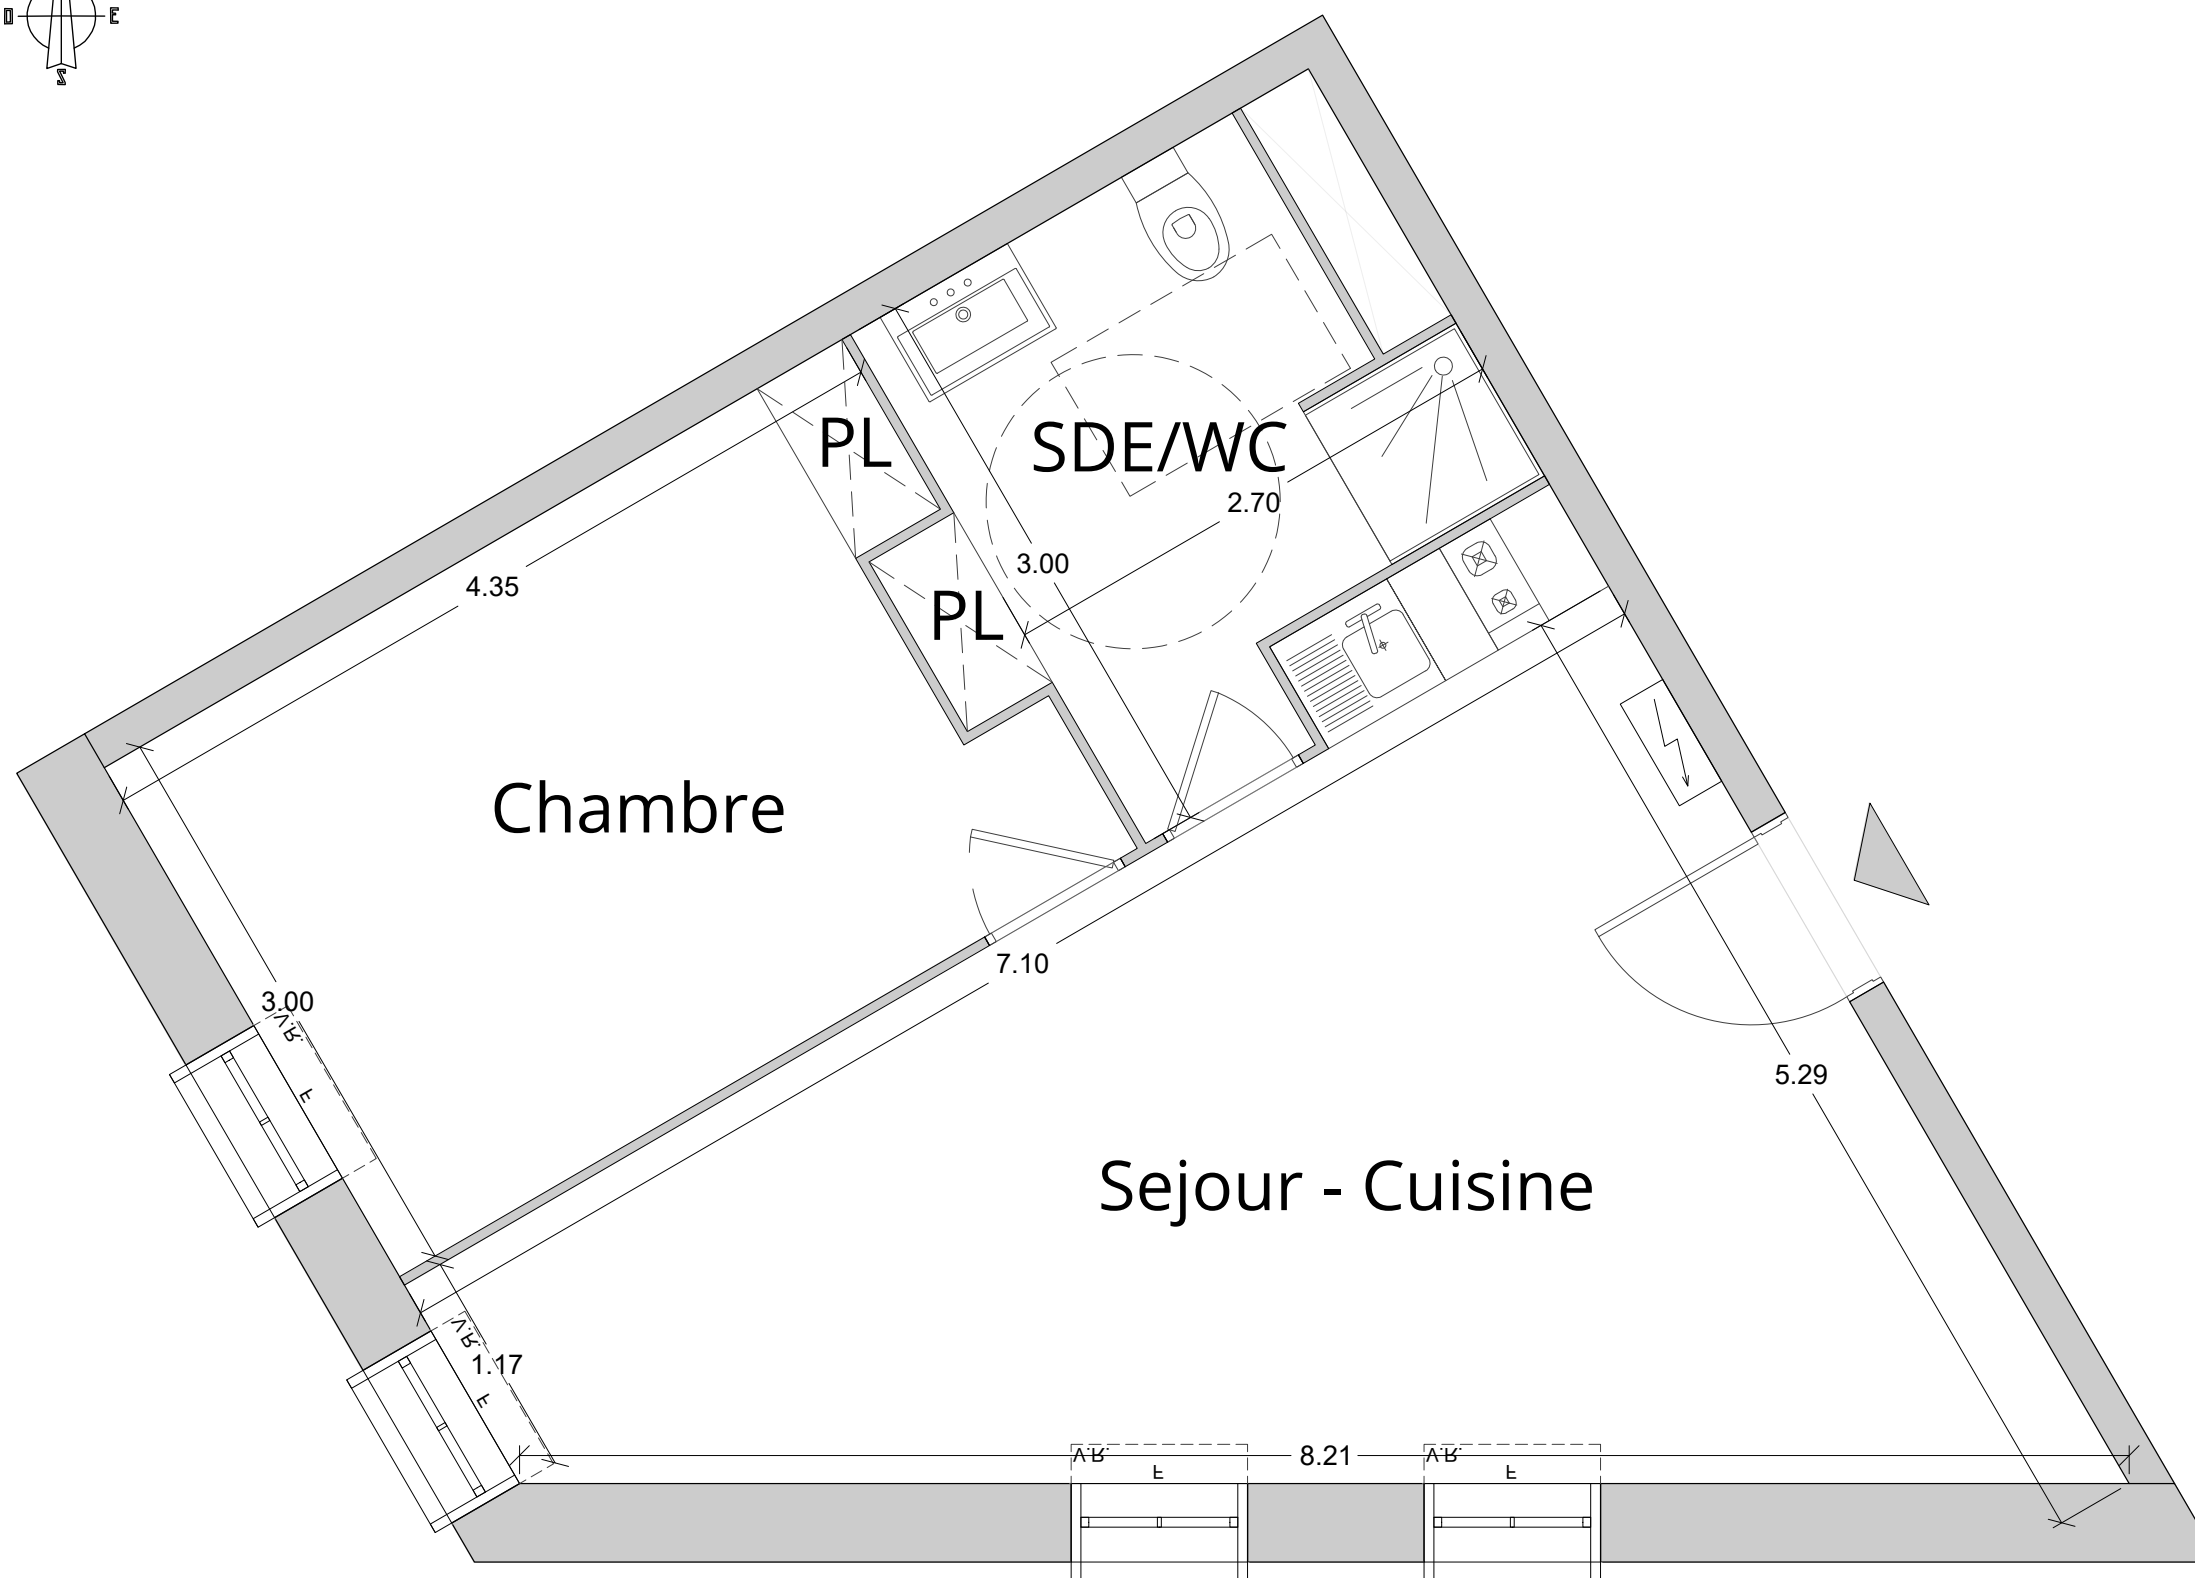 O E
S
PL
SDE/WC
2.70
3.00
4.35
PL
Chambre
7.10
3.00
V.R.
F
5.29
Sejour - Cuisine
V.R.
1.17
F
V.R.
8.21
V.R.
F
F